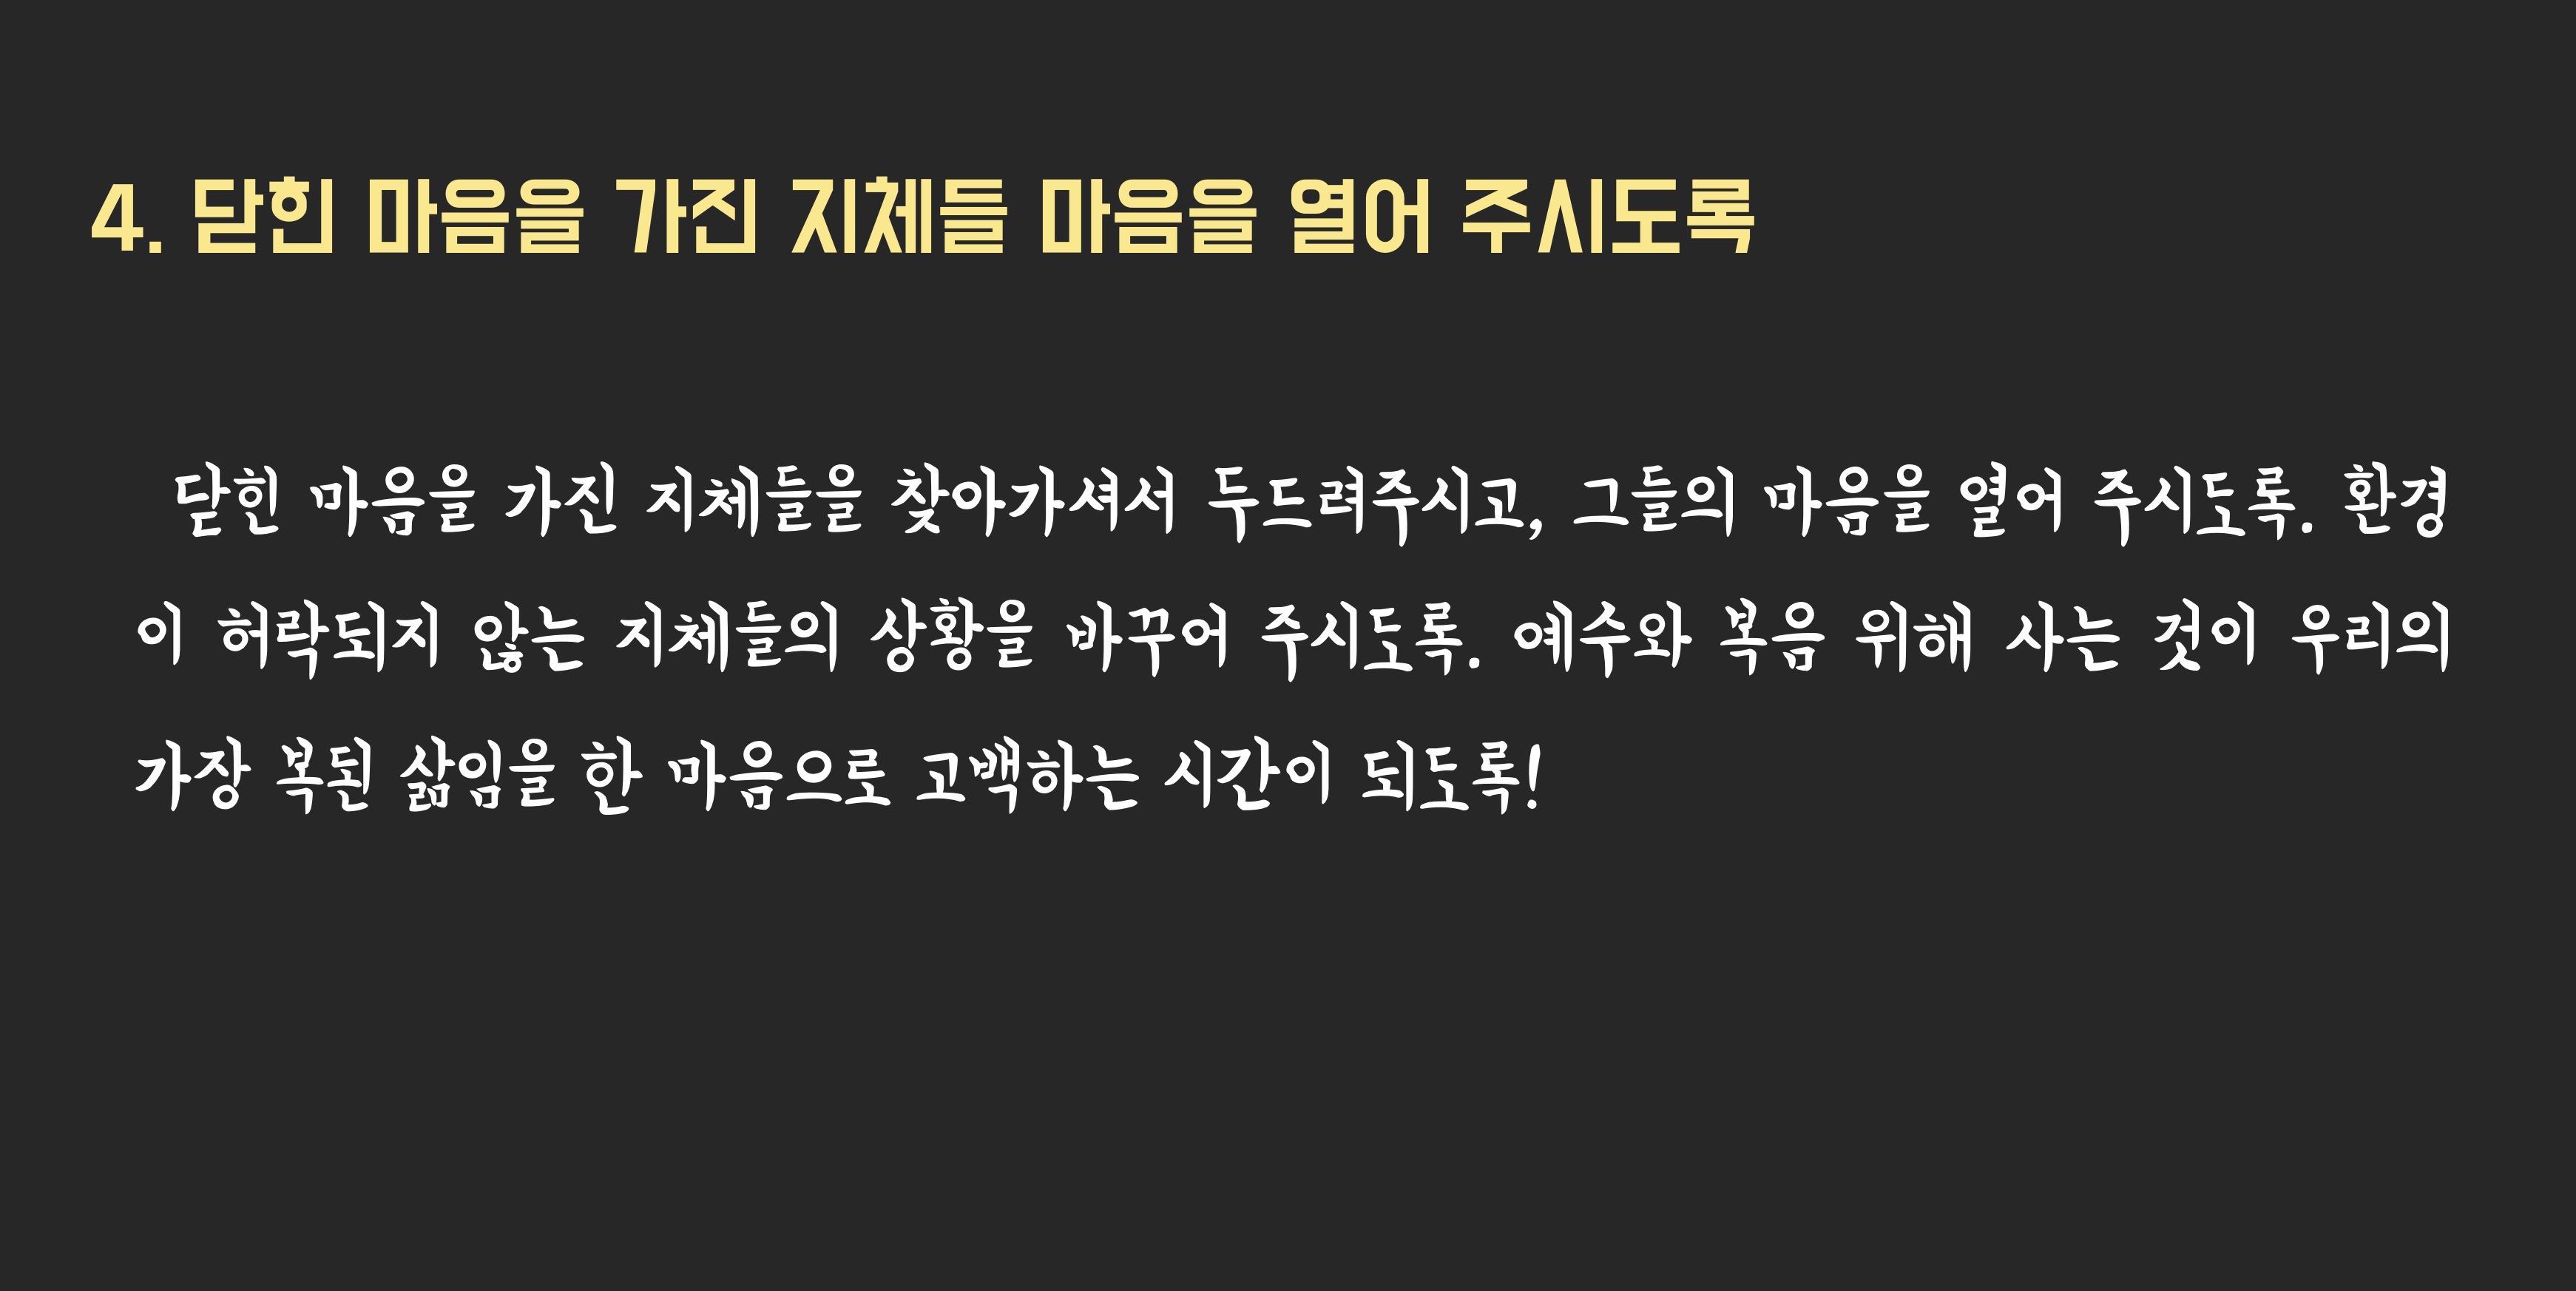 4. 닫힌 마음을 가진 지체들 마음을 열어 주시도록
닫힌 마음을 가진 지체들을 찾아가셔서 두드려주시고, 그들의 마음을 열어 주시도록. 환경
이 허락되지 않는 지체들의 상황을 바꾸어 주시도록. 예수와 복음 위해 사는 것이 우리의
가장 복된 삶임을 한 마음으로 고백하는 시간이 되도록!